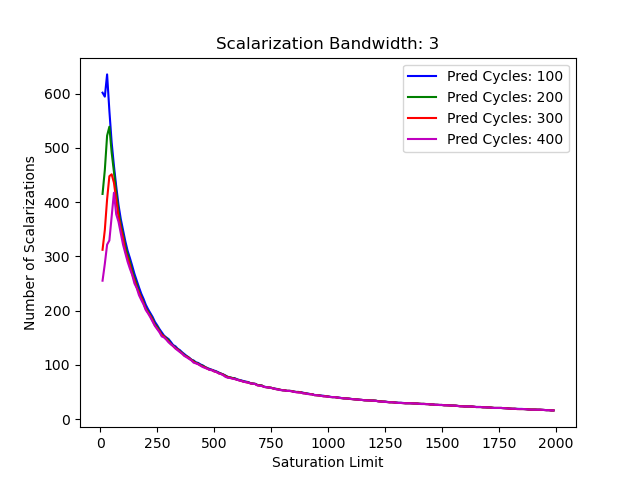 Scalarization Bandwidth: 3
Pred Cycles: 100
Pred Cycles: 200
Pred Cycles: 300
Pred Cycles: 400
Number of Scalarizations
600
500
400
300
200
100
0
0 250 500 750 1000 1250 1500 1750 2000
Saturation Limit